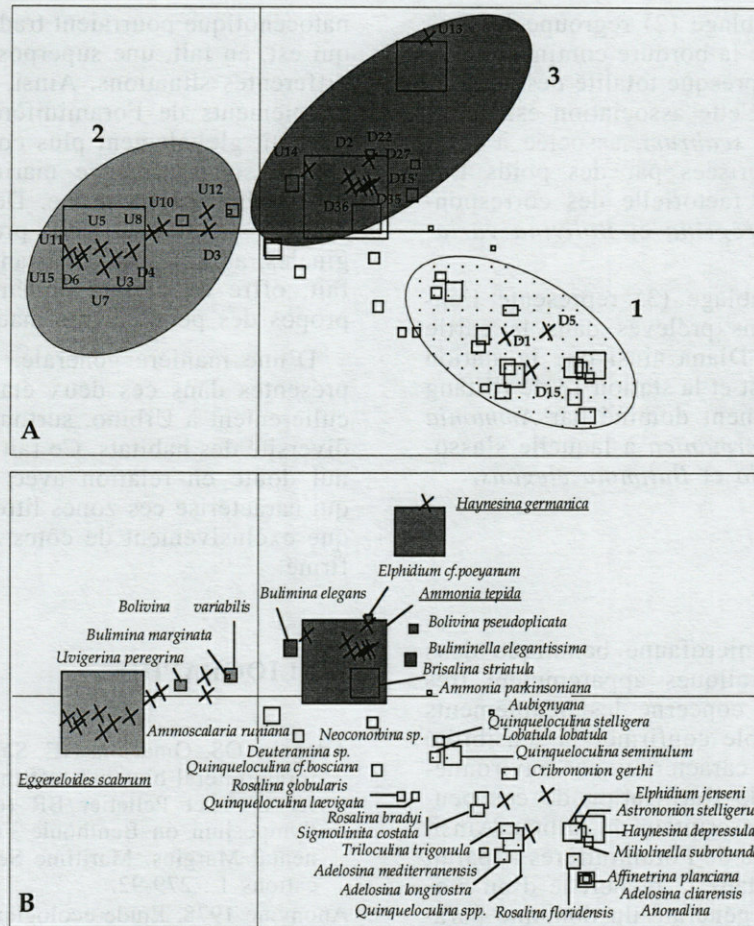 U13
3
2
D2
D22
D27
U14
D15
D36
D35
U12
U10
U5
U8
U11
D3
U15
D6
U3
D4
U7
1
D5
D1
D15
A
Haynesina germanica
Elphidium cf.poeyanum
Bulimina elegans
Ammonia tepida
Bolivina variabilis
Bolivina pseudoplicata
Bulimina marginata
Buliminella elegantissima
Uvigerina peregrina
Brisalina striatula
Ammonia parkinsoniana
Aubignyana
Ammoscalaria runiana
Neoconorbina sp.
Quinqueloculina stelligera
Lobatula lobatula
Deuteramina sp.
Quinqueloculina seminulum
Eggereloides scabrum
Quinqueloculina cf.bosciana
Cribrononion gerthi
Rosalina globularis
Quinqueloculina laevigata
Elphidium jenseni
Rosalina bradyi
Sigmoilinita costata
Haynesina depressula
Triloculina trigonula
Adelosina mediterranensis
Affinetrina planciana
Adelosina longirostra
Adelosina cliarensis
Quinqueloculina spp.
Rosalina floridensis
Anomalina
B